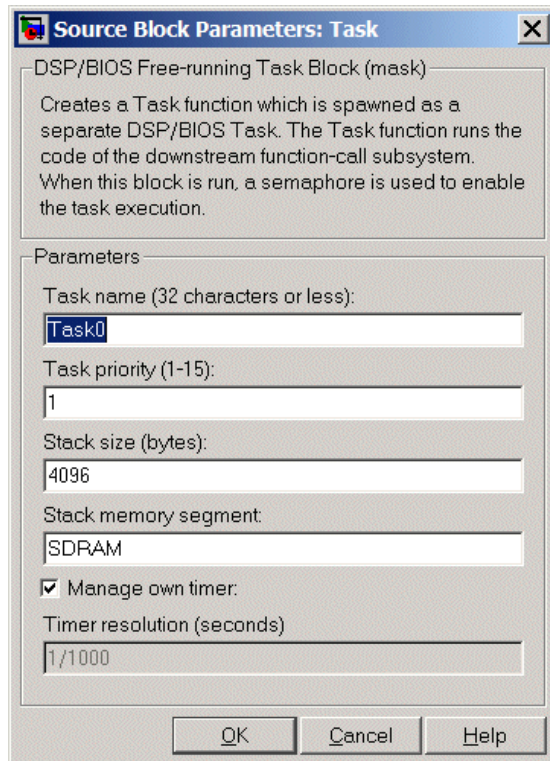 Source Block Parameters: Task
DSP/BIOS Free-running Task Block (mask)
Creates a Task function which is spawned as a
separate DSP/BIOS Task. The Task function runs the
code of the downstream function-call subsystem.
When this block is run, a semaphore is used to enable
the task execution.
Parameters
Task name (32 characters or less):
Task0
Task priority (1-15):
1
Stack size (bytes):
4096
Stack memory segment:
SDRAM
Manage own timer:
Timer resolution (seconds)
1/1000
OK Cancel Help